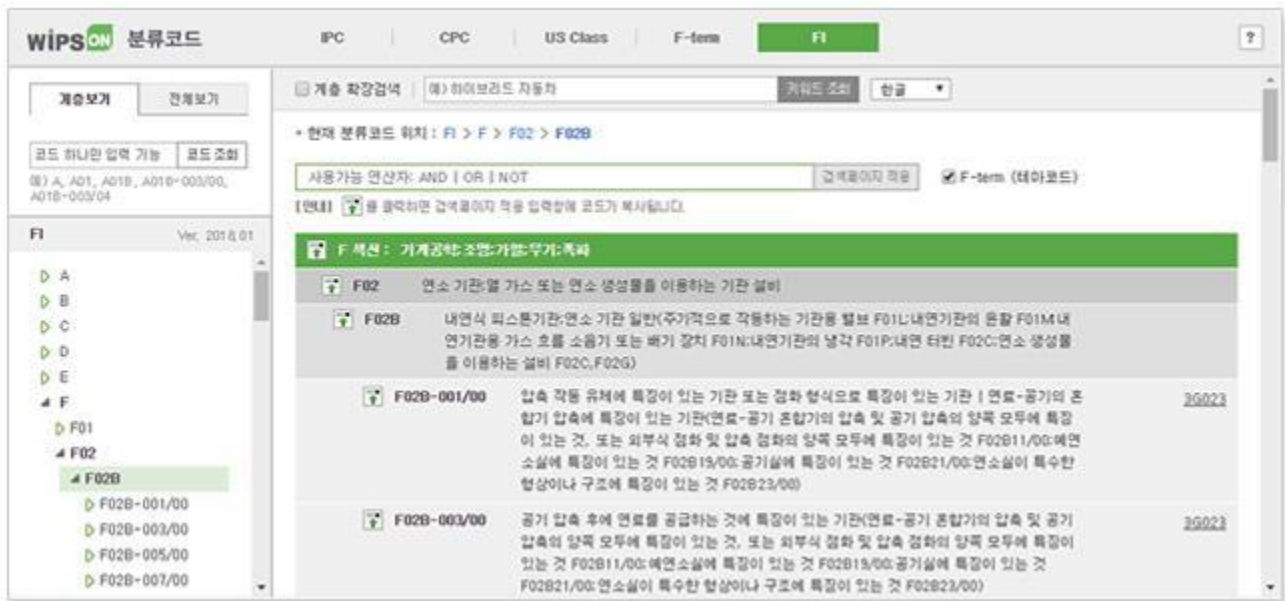 WIPS ON 분류코드
IPC CPC US Class F-term FI ?
계층보기 전체보기
코드 하나만 입력 가능 코드 조회
예) A, A01, A01B, A01B-003/00,
A01B-003/04
FI Ver. 2018.01
A
B
C
D
E
F
F01
F02
F02B
F02B-001/00
F02B-003/00
F02B-005/00
F02B-007/00
계층 확장검색 예) 하이브리드 자동차 키워드 조회 한글
현재 분류코드 위치 : FI > F > F02 > F02B
사용가능 연산자: AND | OR | NOT 검색페이지 적용 F-term (테마코드)
[안내] 를 클릭하면 검색페이지 적용 입력창에 코드가 복사됩니다.
F 섹션 : 기계공학;조명;가열;무기;폭파
F02 연소 기관;열 가스 또는 연소 생성물을 이용하는 기관 설비
F02B 내연식 피스톤기관;연소 기관 일반(주기적으로 작동하는 기관용 밸브 F01L;내연기관의 윤활 F01M;내
연기관용 가스 흐름 소음기 또는 배기 장치 F01N;내연기관의 냉각 F01P;내연 터빈 F02C;연소 생성물
을 이용하는 설비 F02C,F02G)
F02B-001/00 압축 작동 유체에 특징이 있는 기관 또는 점화 형식으로 특징이 있는 기관 | 연료-공기의 혼 3G023
합기 압축에 특징이 있는 기관(연료-공기 혼합기의 압축 및 공기 압축의 양쪽 모두에 특징
이 있는 것, 또는 외부식 점화 및 압축 점화의 양쪽 모두에 특징이 있는 것 F02B11/00;예연
소실에 특징이 있는 것 F02B19/00;공기실에 특징이 있는 것 F02B21/00;연소실이 특수한
형상이나 구조에 특징이 있는 것 F02B23/00)
F02B-003/00 공기 압축 후에 연료를 공급하는 것에 특징이 있는 기관(연료-공기 혼합기의 압축 및 공기 3G023
압축의 양쪽 모두에 특징이 있는 것, 또는 외부식 점화 및 압축 점화의 양쪽 모두에 특징이
있는 것 F02B11/00;예연소실에 특징이 있는 것 F02B19/00;공기실에 특징이 있는 것
F02B21/00;연소실이 특수한 형상이나 구조에 특징이 있는 것 F02B23/00)